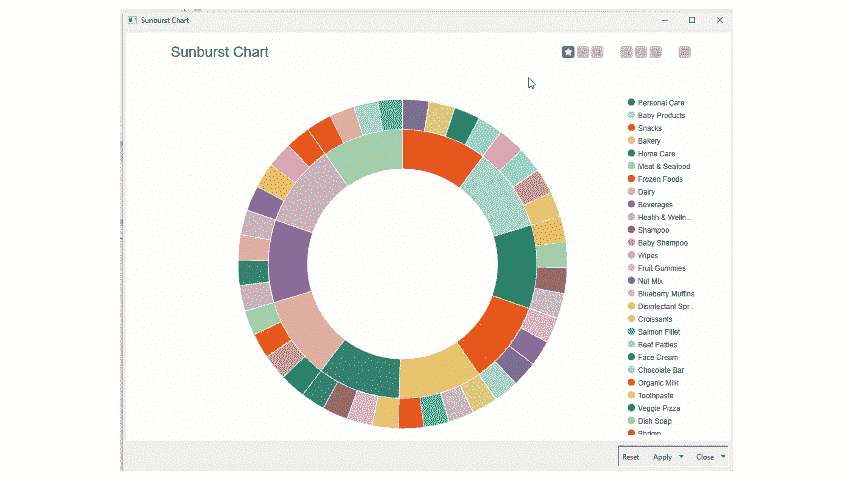 Sunburst Chart
Sunburst Chart
Personal Care
Baby Products
Snacks
Bakery
Home Care
Meat & Seafood
Frozen Foods
Dairy
Beverages
Health & Welln...
Shampoo
Baby Shampoo
Wipes
Fruit Gummies
Nut Mix
Blueberry Muffins
Disinfectant Spr...
Croissants
Salmon Fillet
Beef Patties
Face Cream
Chocolate Bar
Organic Milk
Toothpaste
Veggie Pizza
Dish Soap
Shrimp
Reset Apply Close